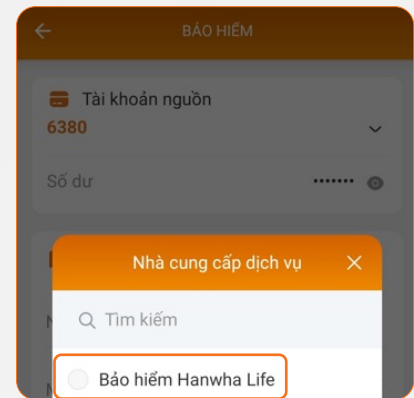 BẢO HIỂM
Tài khoản nguồn
6380
Số dư •••••••
Nhà cung cấp dịch vụ
Tìm kiếm
Bảo hiểm Hanwha Life